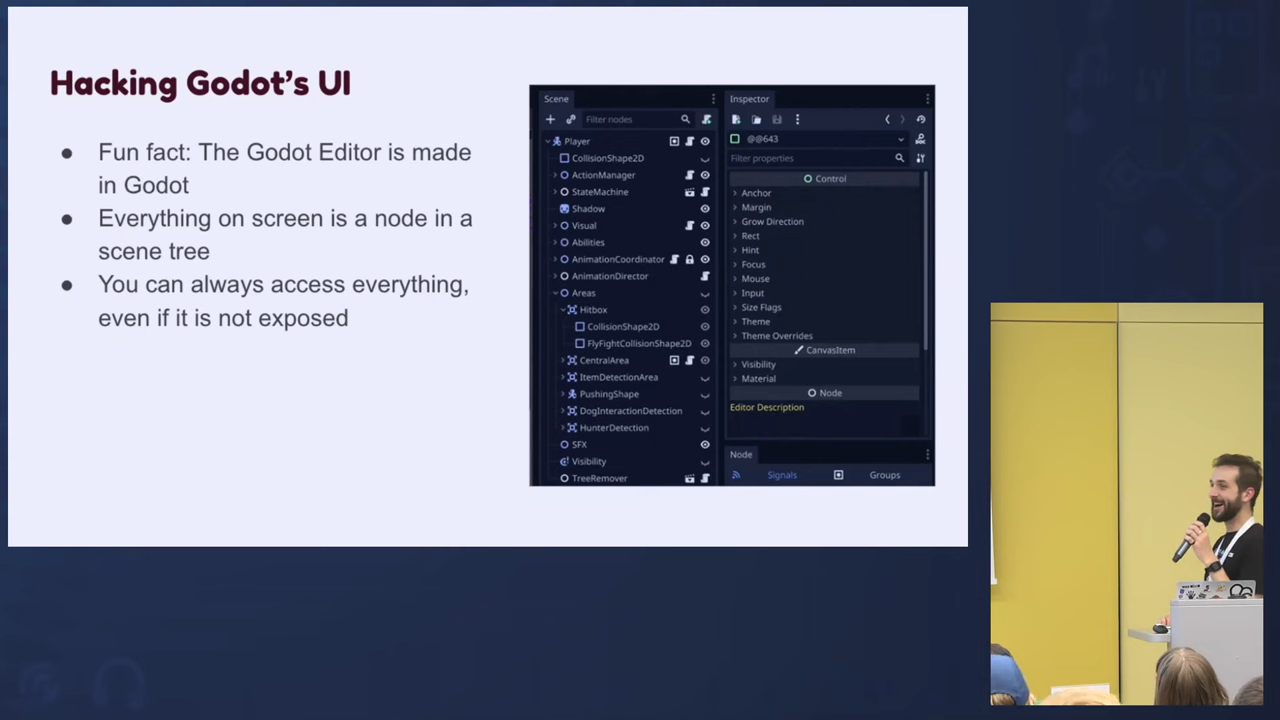 Hacking Godot's UI
● Fun fact: The Godot Editor is made
in Godot
● Everything on screen is a node in a
scene tree
● You can always access everything,
even if it is not exposed
Scene
Filter nodes
Player
CollisionShape2D
ActionManager
StateMachine
Shadow
Visual
Abilities
AnimationCoordinator
AnimationDirector
Areas
Hitbox
CollisionShape2D
FlyFightCollisionShape2D
CentralArea
ItemDetectionArea
PushingShape
DogInteractionDetection
HunterDetection
SFX
Visibility
TreeRemover
Inspector
@@643
Filter properties
Control
Anchor
Margin
Grow Direction
Rect
Hint
Focus
Mouse
Input
Size Flags
Theme
Theme Overrides
CanvasItem
Visibility
Material
Node
Editor Description
Node
Signals Groups